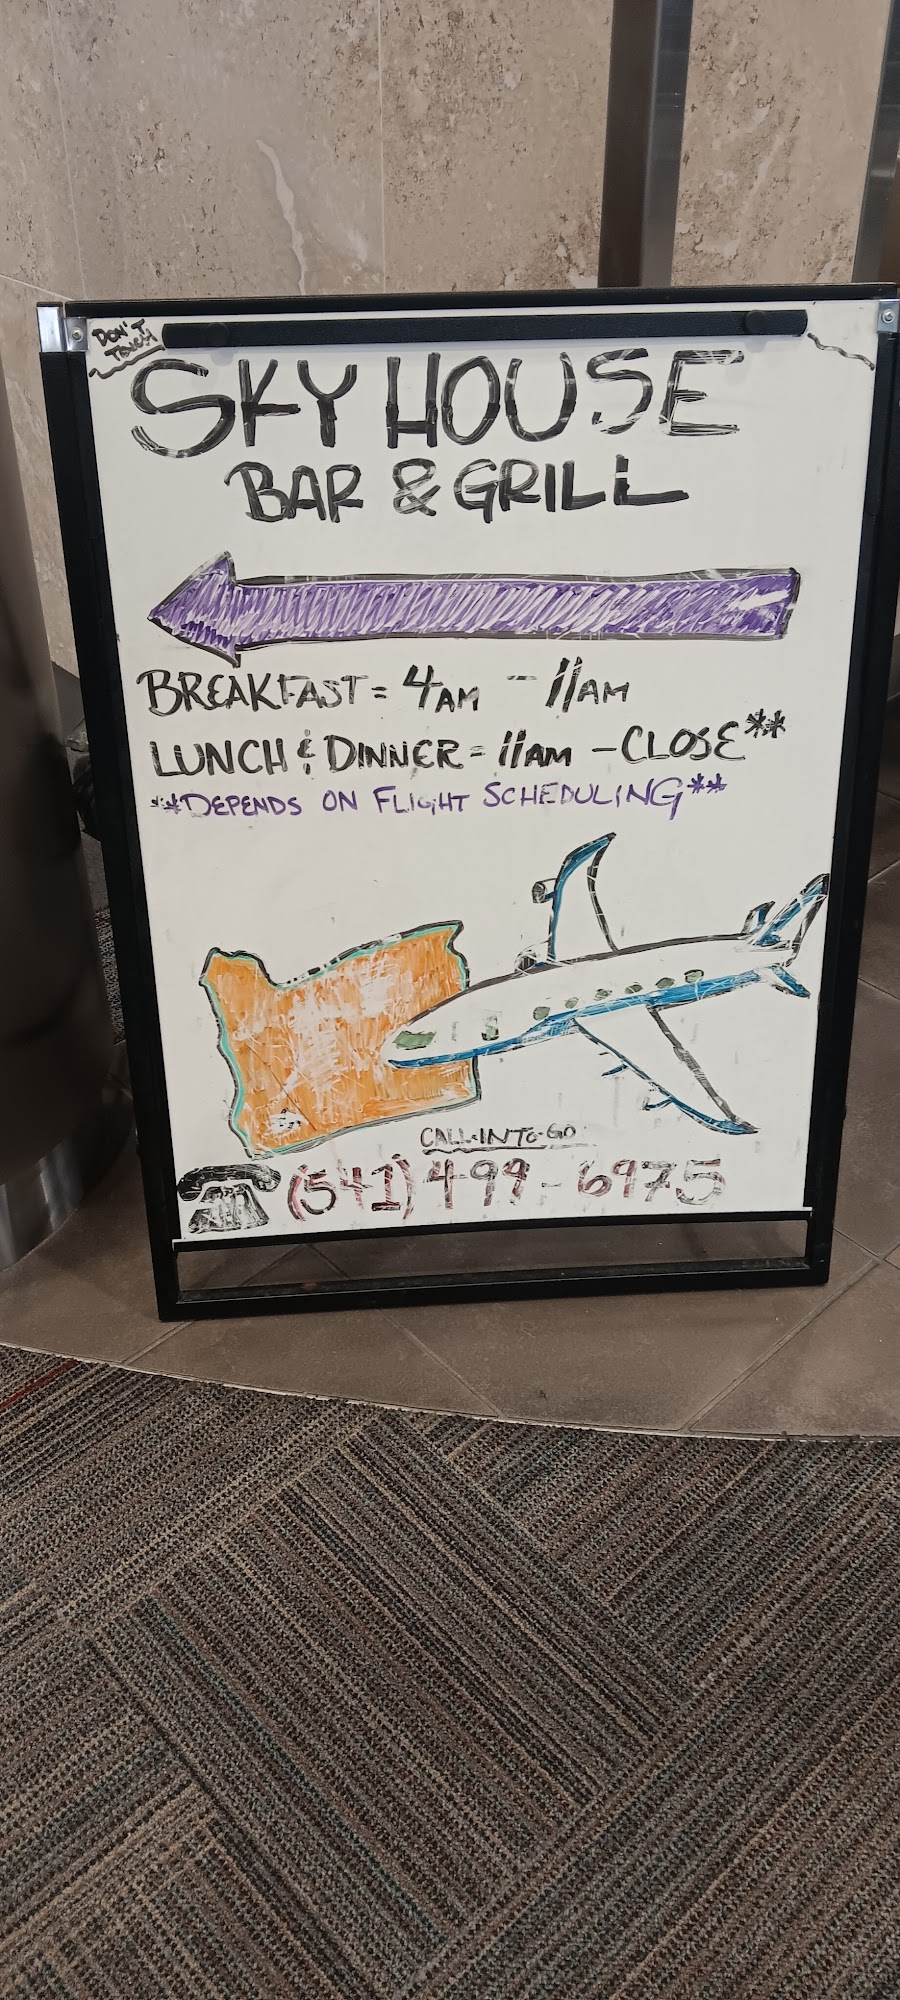 DON'T
TOUCH
SKY HOUSE
BAR & GRILL
BREAKFAST = 4AM - 11AM
LUNCH & DINNER = 11AM - CLOSE**
**DEPENDS ON FLIGHT SCHEDULING**
CALL-IN TO-GO
(541) 499-6975